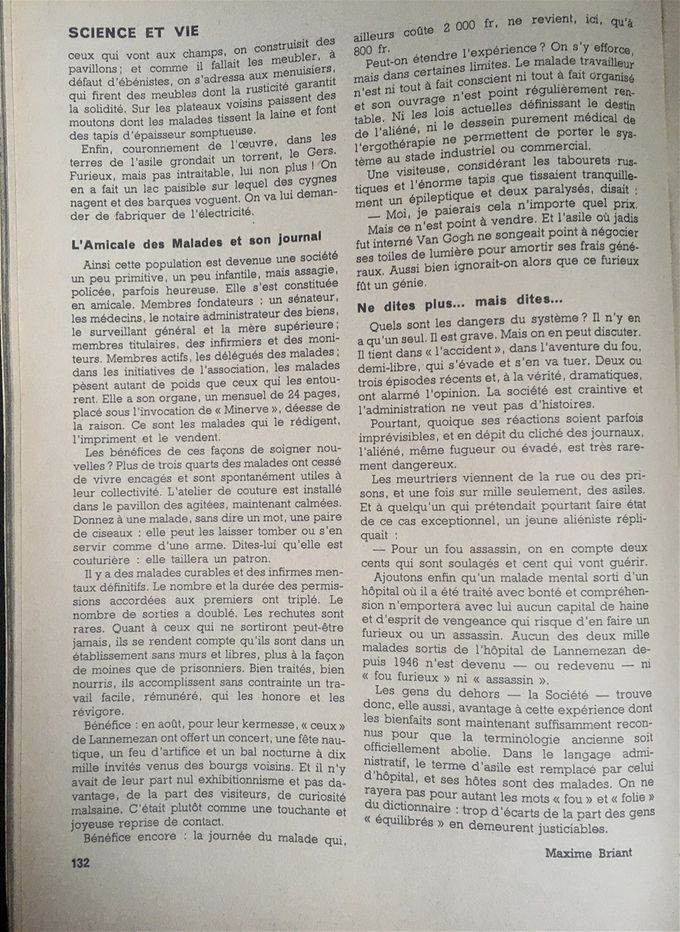 SCIENCE ET VIE
ceux qui vont aux champs, on construisit des
pavillons; et comme il fallait les meubler, à
défaut d'ébénistes, on s'adressa aux menuisiers,
qui firent des meubles dont la rusticité garantit
la solidité. Sur les plateaux voisins paissent des
moutons dont les malades tissent la laine et font
des tapis d'épaisseur somptueuse.
Enfin, couronnement de l'œuvre, dans les
terres de l'asile grondait un torrent, le Gers.
Furieux, mais pas intraitable, lui non plus ! On
en a fait un lac paisible sur lequel des cygnes
nagent et des barques voguent. On va lui deman-
der de fabriquer de l'électricité.
L'Amicale des Malades et son journal
Ainsi cette population est devenue une société
un peu primitive, un peu infantile, mais assagie,
policée, parfois heureuse. Elle s'est constituée
en amicale. Membres fondateurs : un sénateur,
les médecins, le notaire administrateur des biens,
le surveillant général et la mère supérieure;
membres titulaires, des infirmiers et des moni-
teurs. Membres actifs, les délégués des malades;
dans les initiatives de l'association, les malades
pèsent autant de poids que ceux qui les entou-
rent. Elle a son organe, un mensuel de 24 pages,
placé sous l'invocation de « Minerve », déesse de
la raison. Ce sont les malades qui le rédigent,
l'impriment et le vendent.
Les bénéfices de ces façons de soigner nou-
velles ? Plus de trois quarts des malades ont cessé
de vivre encagés et sont spontanément utiles à
leur collectivité. L'atelier de couture est installé
dans le pavillon des agitées, maintenant calmées.
Donnez à une malade, sans dire un mot, une paire
de ciseaux : elle peut les laisser tomber ou s'en
servir comme d'une arme. Dites-lui qu'elle est
couturière : elle taillera un patron.
Il y a des malades curables et des infirmes men-
taux définitifs. Le nombre et la durée des permis-
sions accordées aux premiers ont triplé. Le
nombre de sorties a doublé. Les rechutes sont
rares. Quant à ceux qui ne sortiront peut-être
jamais, ils se rendent compte qu'ils sont dans un
établissement sans murs et libres, plus à la façon
de moines que de prisonniers. Bien traités, bien
nourris, ils accomplissent sans contrainte un tra-
vail facile, rémunéré, qui les honore et les
révigore.
Bénéfice : en août, pour leur kermesse, « ceux »
de Lannemezan ont offert un concert, une fête nau-
tique, un feu d'artifice et un bal nocturne à dix
mille invités venus des bourgs voisins. Et il n'y
avait de leur part nul exhibitionnisme et pas da-
vantage, de la part des visiteurs, de curiosité
malsaine. C'était plutôt comme une touchante et
joyeuse reprise de contact.
Bénéfice encore : la journée du malade qui,
132
ailleurs coûte 2 000 fr, ne revient, ici, qu'à
800 fr.
Peut-on étendre l'expérience ? On s'y efforce,
mais dans certaines limites. Le malade travailleur
n'est ni tout à fait conscient ni tout à fait organisé
et son ouvrage n'est point régulièrement ren-
table. Ni les lois actuelles définissant le destin
de l'aliéné, ni le dessein purement médical de
l'ergothérapie ne permettent de porter le sys-
tème au stade industriel ou commercial.
Une visiteuse, considérant les tabourets rus-
tiques et l'énorme tapis que tissaient tranquille-
ment un épileptique et deux paralysés, disait :
— Moi, je paierais cela n'importe quel prix.
Mais ce n'est point à vendre. Et l'asile où jadis
fut interné Van Gogh ne songeait point à négocier
ses toiles de lumière pour amortir ses frais géné-
raux. Aussi bien ignorait-on alors que ce furieux
fût un génie.
Ne dites plus... mais dites...
Quels sont les dangers du système ? Il n'y en
a qu'un seul. Il est grave. Mais on en peut discuter.
Il tient dans « l'accident », dans l'aventure du fou,
demi-libre, qui s'évade et s'en va tuer. Deux ou
trois épisodes récents et, à la vérité, dramatiques,
ont alarmé l'opinion. La société est craintive et
l'administration ne veut pas d'histoires.
Pourtant, quoique ses réactions soient parfois
imprévisibles, et en dépit du cliché des journaux,
l'aliéné, même fugueur ou évadé, est très rare-
ment dangereux.
Les meurtriers viennent de la rue ou des pri-
sons, et une fois sur mille seulement, des asiles.
Et à quelqu'un qui prétendait pourtant faire état
de ce cas exceptionnel, un jeune aliéniste répli-
quait :
— Pour un fou assassin, on en compte deux
cents qui sont soulagés et cent qui vont guérir.
Ajoutons enfin qu'un malade mental sorti d'un
hôpital où il a été traité avec bonté et compréhen-
sion n'emportera avec lui aucun capital de haine
et d'esprit de vengeance qui risque d'en faire un
furieux ou un assassin. Aucun des deux mille
malades sortis de l'hôpital de Lannemezan de-
puis 1946 n'est devenu — ou redevenu — ni
« fou furieux » ni « assassin ».
Les gens du dehors — la Société — trouve
donc, elle aussi, avantage à cette expérience dont
les bienfaits sont maintenant suffisamment recon-
nus pour que la terminologie ancienne soit
officiellement abolie. Dans le langage admi-
nistratif, le terme d'asile est remplacé par celui
d'hôpital, et ses hôtes sont des malades. On ne
rayera pas pour autant les mots « fou » et « folie »
du dictionnaire : trop d'écarts de la part des gens
« équilibrés » en demeurent justiciables.
Maxime Briant